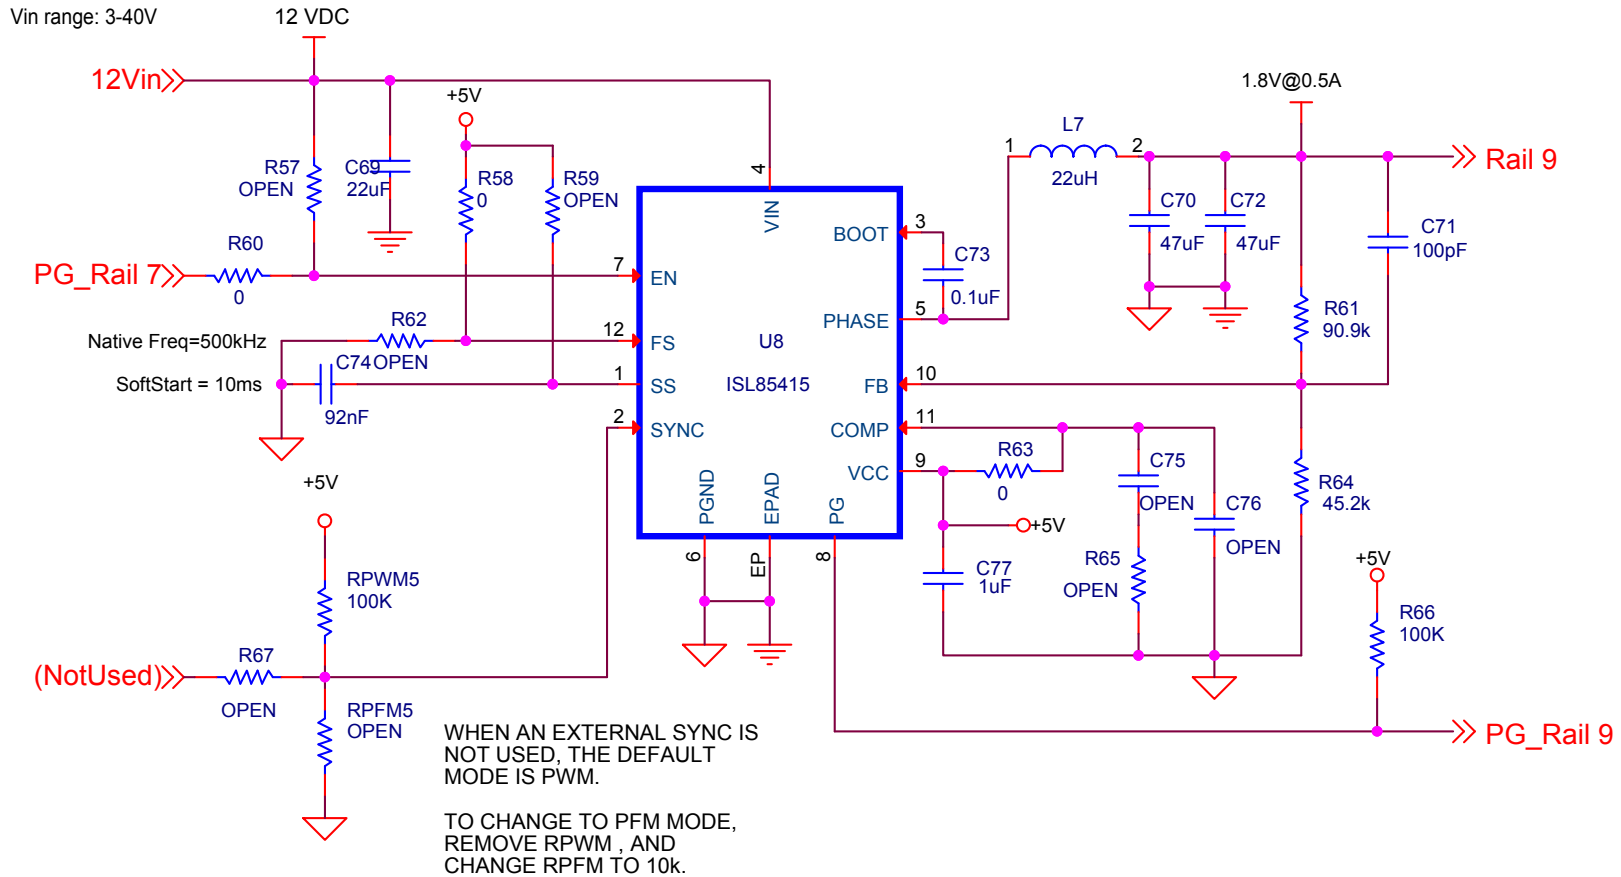 Vin range: 3-40V
12 VDC
12Vin
+5V
1.8V@0.5A
L7
1
2
22uH
Rail 9
R57
OPEN
C69
22uF
R58
0
R59
OPEN
4
VIN
C70
47uF
C72
47uF
C71
100pF
BOOT
3
C73
0.1uF
R60
0
PG_Rail 7
7
EN
PHASE
5
R61
90.9k
Native Freq=500kHz
R62
OPEN
12
FS
U8
ISL85415
SoftStart = 10ms
C74
92nF
1
SS
FB
10
2
SYNC
COMP
11
VCC
9
R63
0
C75
OPEN
C76
OPEN
R64
45.2k
+5V
PGND
EPAD
PG
6
EP
8
+5V
C77
1uF
R65
OPEN
+5V
R66
100K
RPWM5
100K
(NotUsed)
R67
OPEN
RPFM5
OPEN
PG_Rail 9
WHEN AN EXTERNAL SYNC IS
NOT USED, THE DEFAULT
MODE IS PWM.
TO CHANGE TO PFM MODE,
REMOVE RPWM , AND
CHANGE RPFM TO 10k.